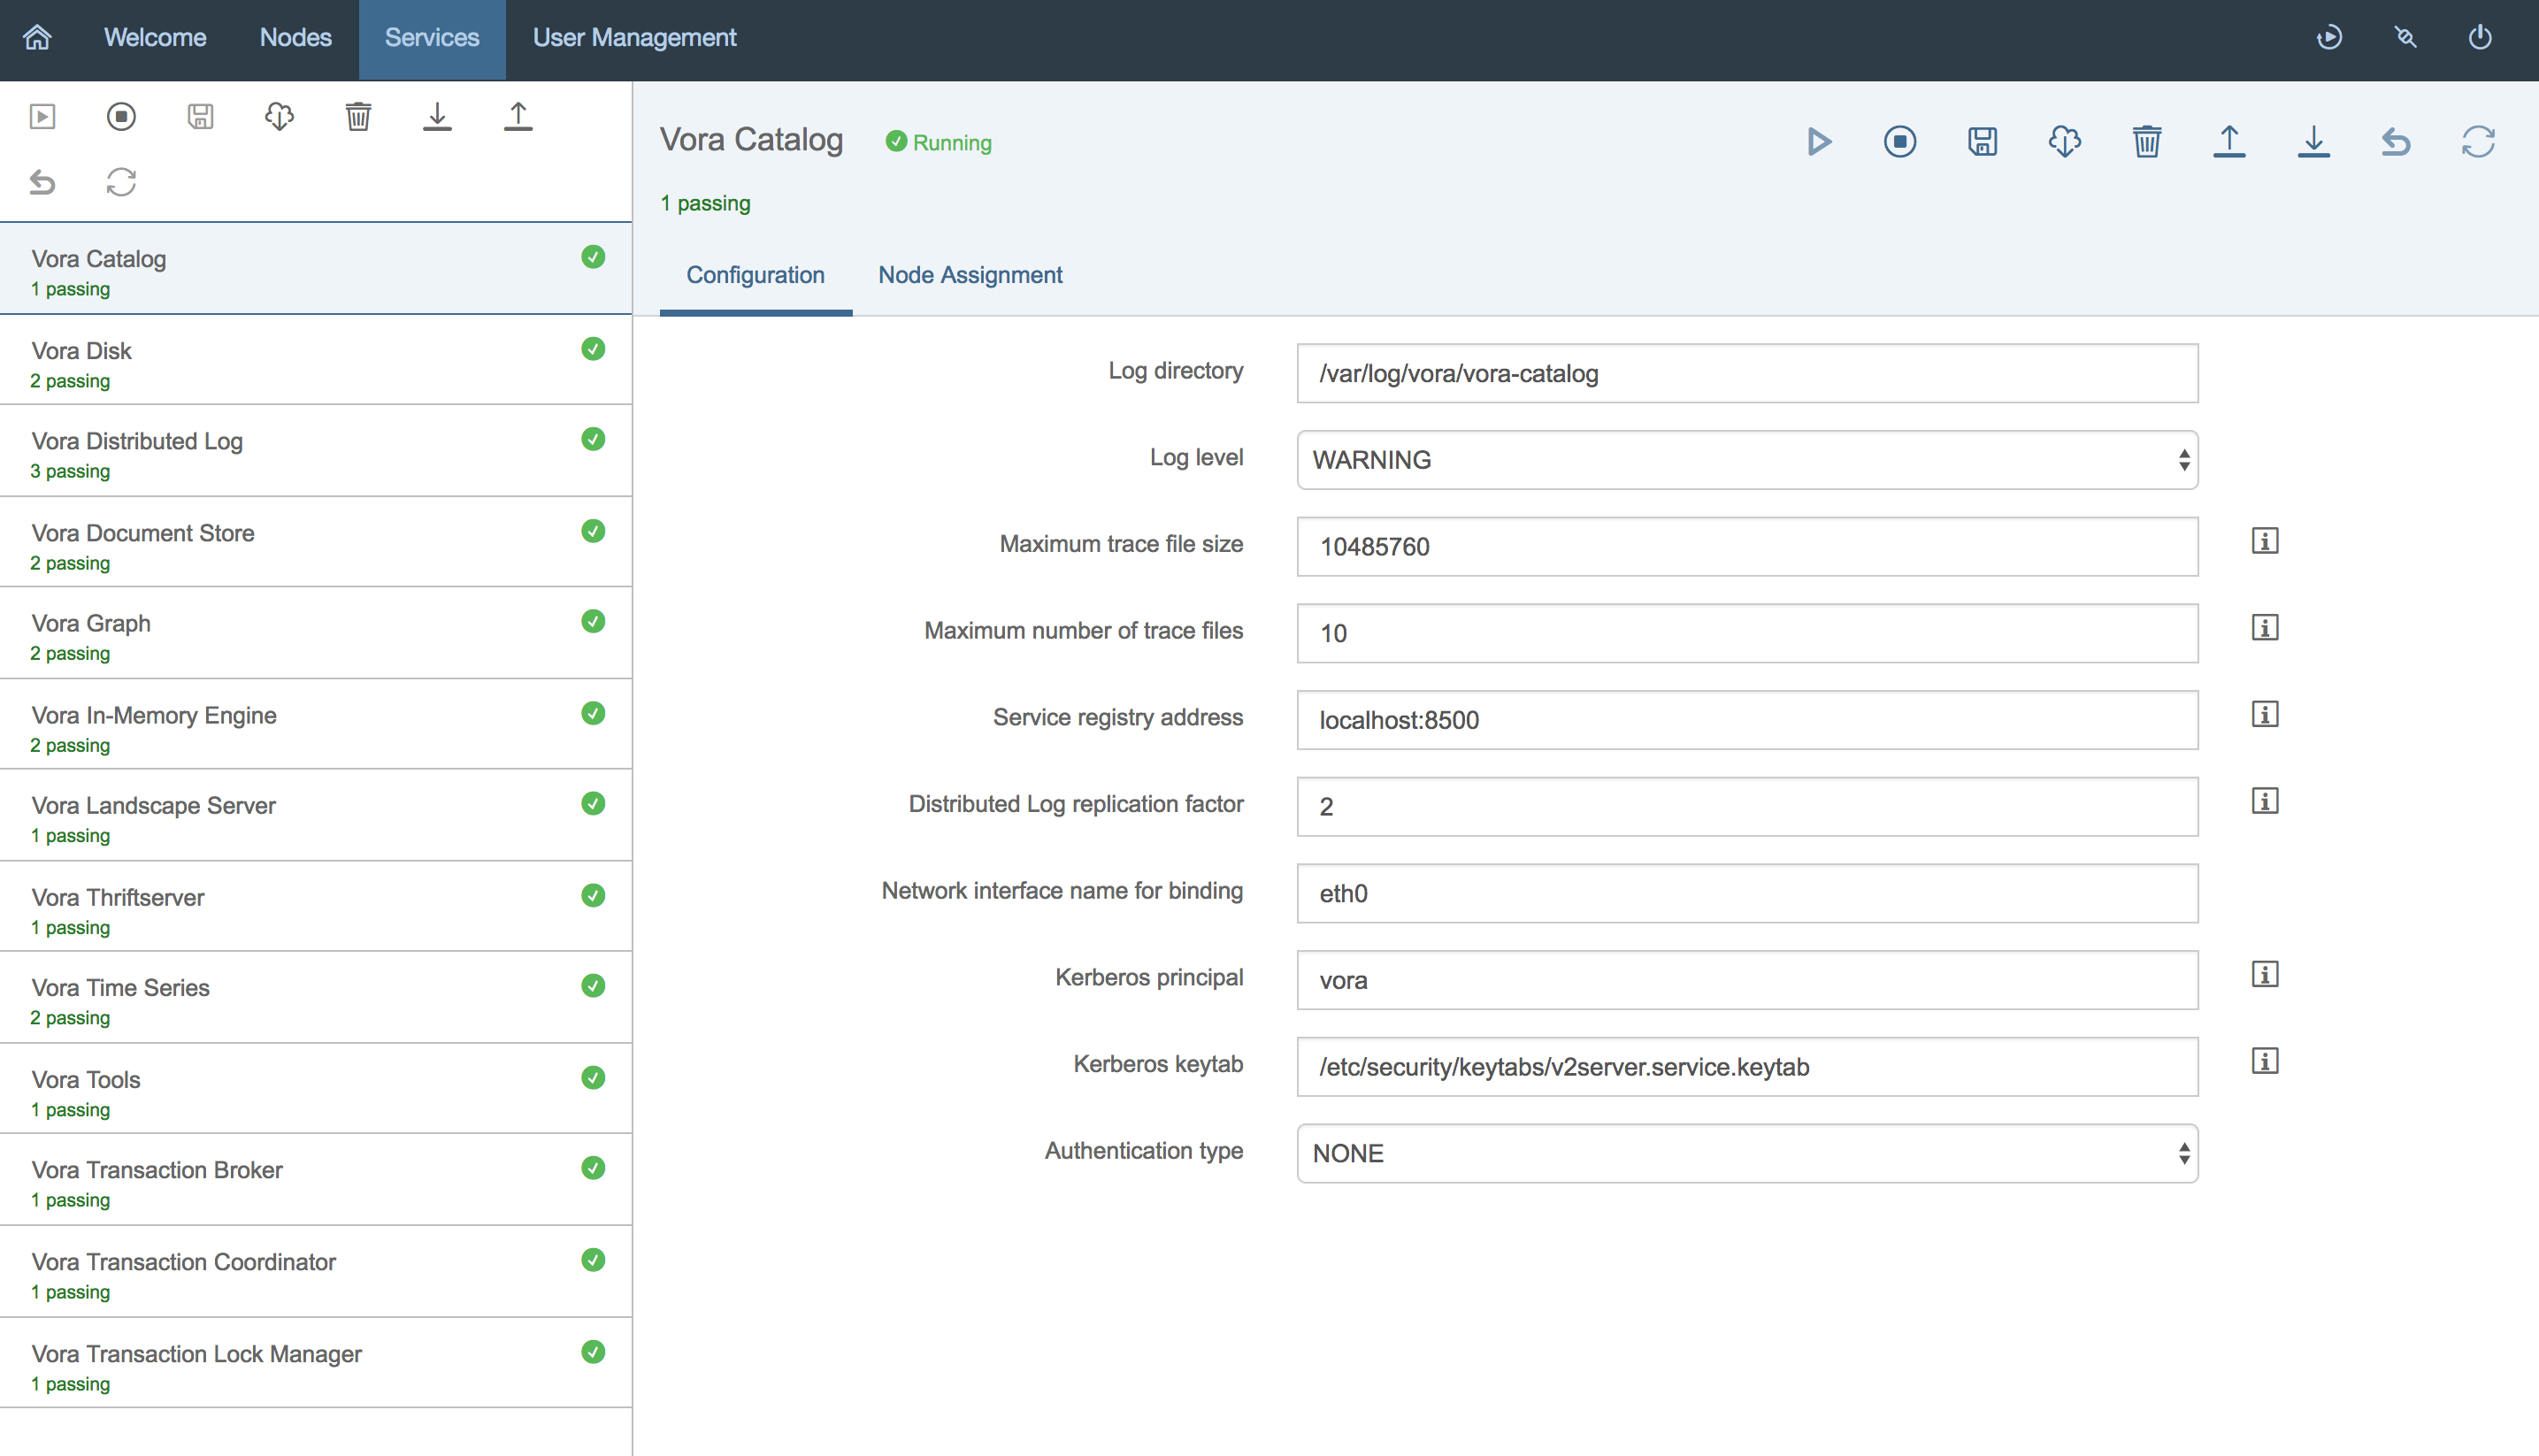 Welcome Nodes Services User Management
Vora Catalog
1 passing
Vora Disk
2 passing
Vora Distributed Log
3 passing
Vora Document Store
2 passing
Vora Graph
2 passing
Vora In-Memory Engine
2 passing
Vora Landscape Server
1 passing
Vora Thriftserver
1 passing
Vora Time Series
2 passing
Vora Tools
1 passing
Vora Transaction Broker
1 passing
Vora Transaction Coordinator
1 passing
Vora Transaction Lock Manager
1 passing
Vora Catalog Running
1 passing
Configuration Node Assignment
Log directory /var/log/vora/vora-catalog
Log level WARNING
Maximum trace file size 10485760
Maximum number of trace files 10
Service registry address localhost:8500
Distributed Log replication factor 2
Network interface name for binding eth0
Kerberos principal vora
Kerberos keytab /etc/security/keytabs/v2server.service.keytab
Authentication type NONE